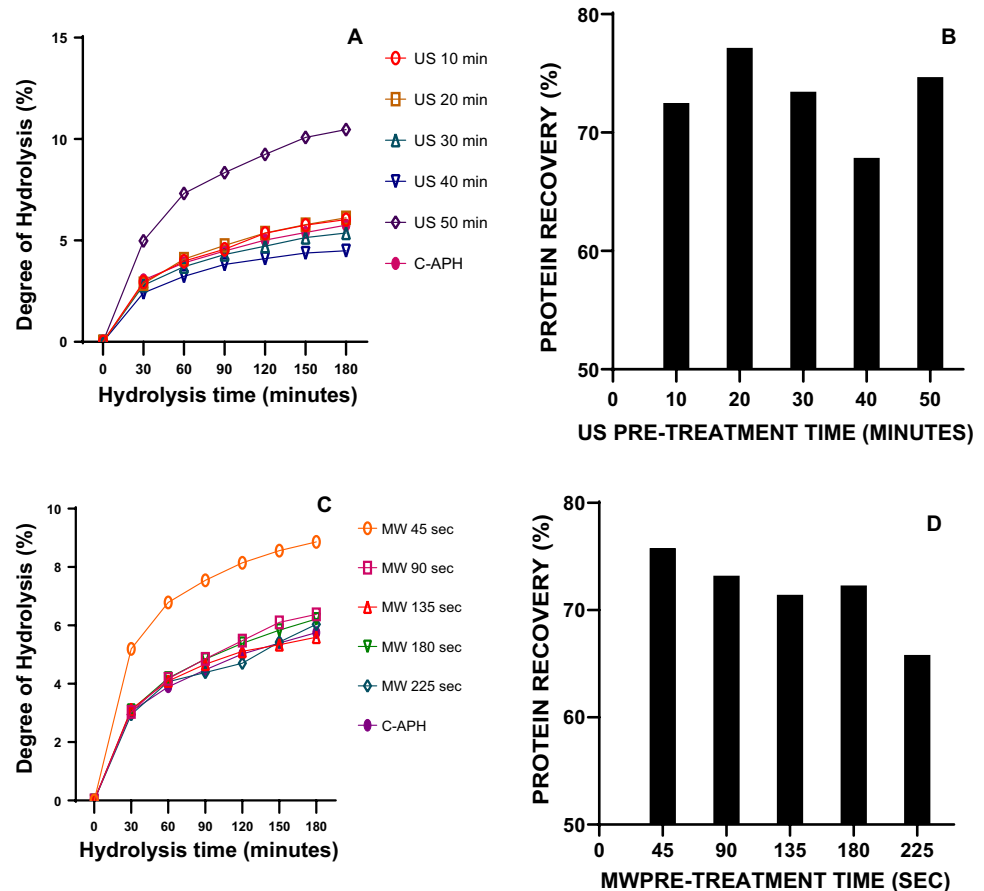 A
15
10
5
0
Degree of Hydrolysis (%)
0 30 60 90 120 150 180
Hydrolysis time (minutes)
US 10 min
US 20 min
US 30 min
US 40 min
US 50 min
C-APH
B
80
70
60
50
PROTEIN RECOVERY (%)
0 10 20 30 40 50
US PRE-TREATMENT TIME (MINUTES)
C
10
8
6
4
2
0
Degree of Hydrolysis (%)
0 30 60 90 120 150 180
Hydrolysis time (minutes)
MW 45 sec
MW 90 sec
MW 135 sec
MW 180 sec
MW 225 sec
C-APH
D
80
70
60
50
PROTEIN RECOVERY (%)
0 45 90 135 180 225
MWPRE-TREATMENT TIME (SEC)